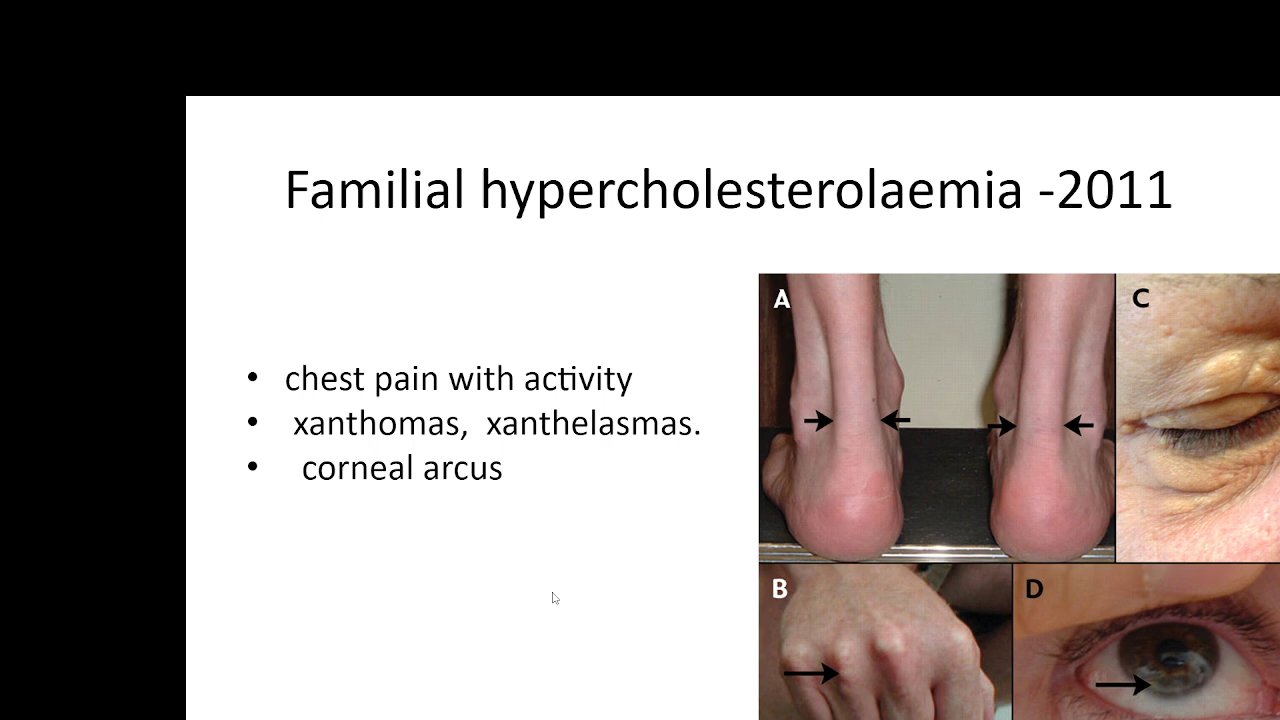 Familial hypercholesterolaemia -2011
• chest pain with activity
• xanthomas, xanthelasmas.
• corneal arcus
A
C
B
D